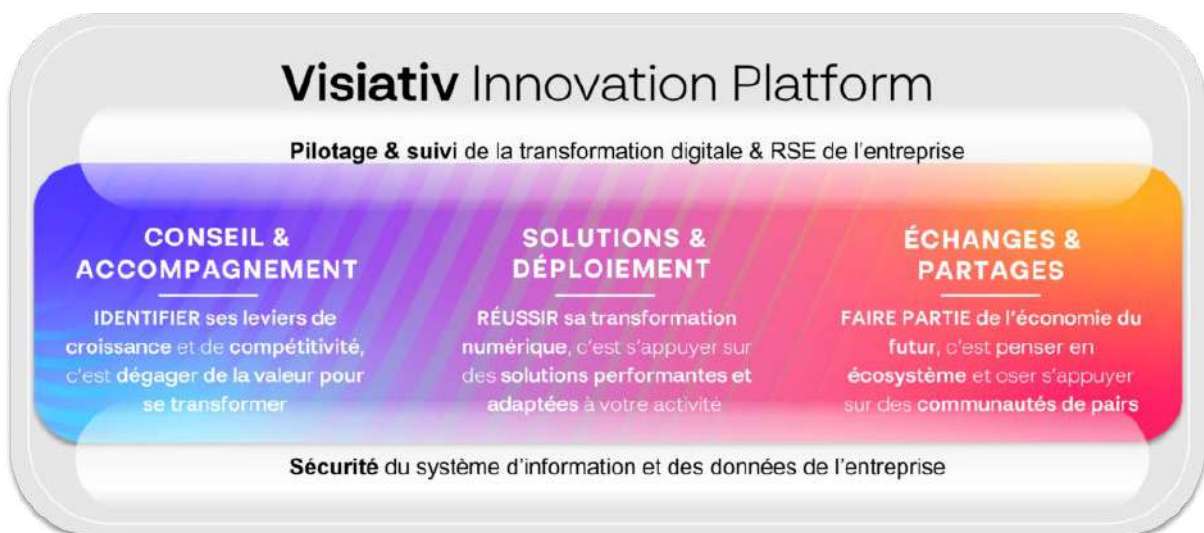 Visiativ Innovation Platform
Pilotage & suivi de la transformation digitale & RSE de l'entreprise
CONSEIL &
ACCOMPAGNEMENT
IDENTIFIER ses leviers de
croissance et de compétitivité,
c'est dégager de la valeur pour
se transformer
SOLUTIONS &
DÉPLOIEMENT
RÉUSSIR sa transformation
numérique, c'est s'appuyer sur
des solutions performantes et
adaptées à votre activité
ÉCHANGES &
PARTAGES
FAIRE PARTIE de l'économie du
futur, c'est penser en
écosystème et oser s'appuyer
sur des communautés de pairs
Sécurité du système d'information et des données de l'entreprise